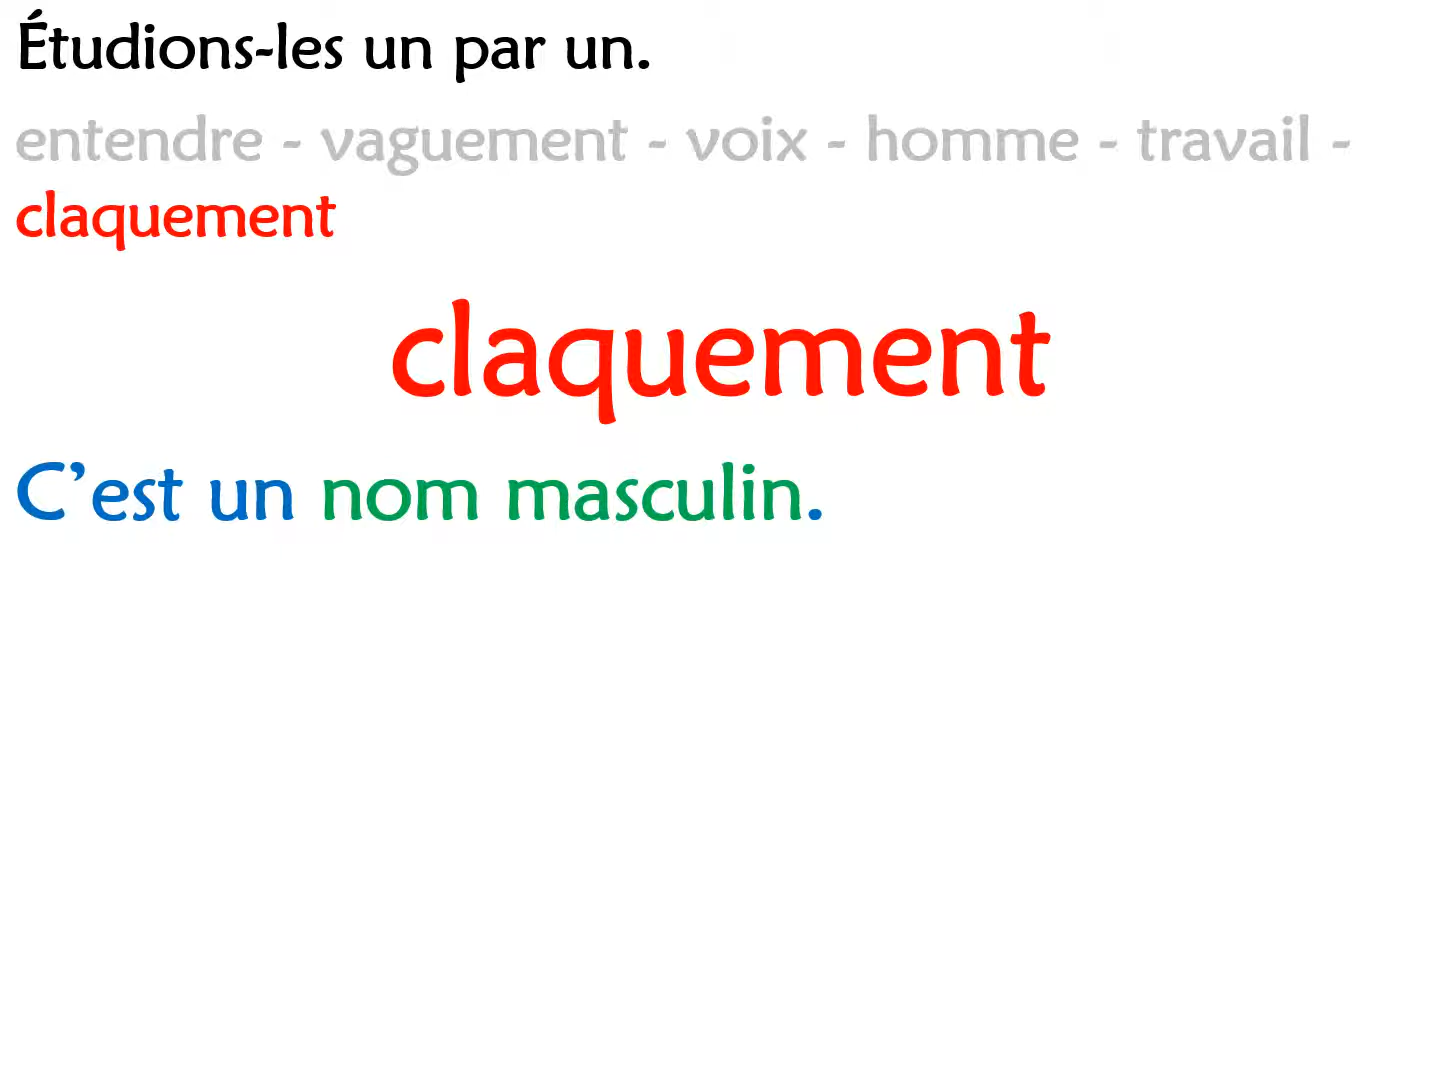 Étudions-les un par un.
entendre - vaguement - voix - homme - travail -
claquement
claquement
C’est un nom masculin.